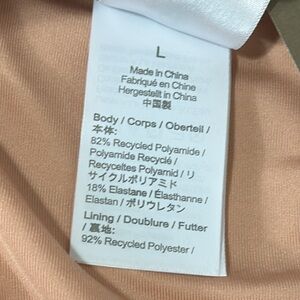 L
Made in China
Fabriqué en Chine
Hergestellt in China
中国製
Body / Corps / Oberteil /
本体:
82% Recycled Polyamide /
Polyamide Recyclé /
Recyceltes Polyamid / リ
サイクルポリアミド
18% Elastane / Élasthanne /
Elastan / ポリウレタン
Lining / Doublure / Futter
/ 裏地:
92% Recycled Polyester /